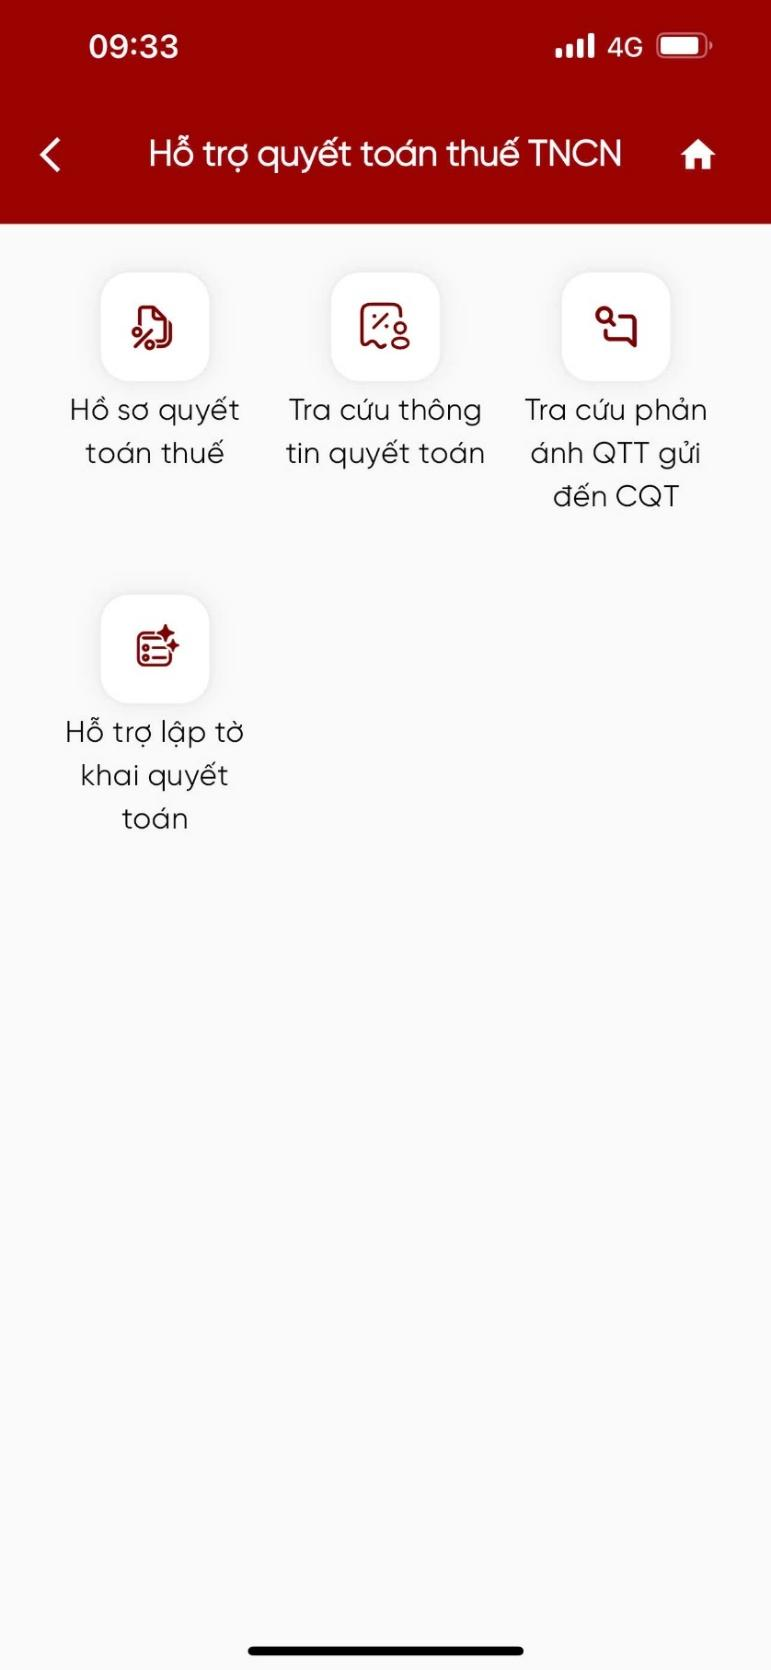 09:33
4G
Hỗ trợ quyết toán thuế TNCN
Hồ sơ quyết
toán thuế
Tra cứu thông
tin quyết toán
Tra cứu phản
ánh QTT gửi
đến CQT
Hỗ trợ lập tờ
khai quyết
toán